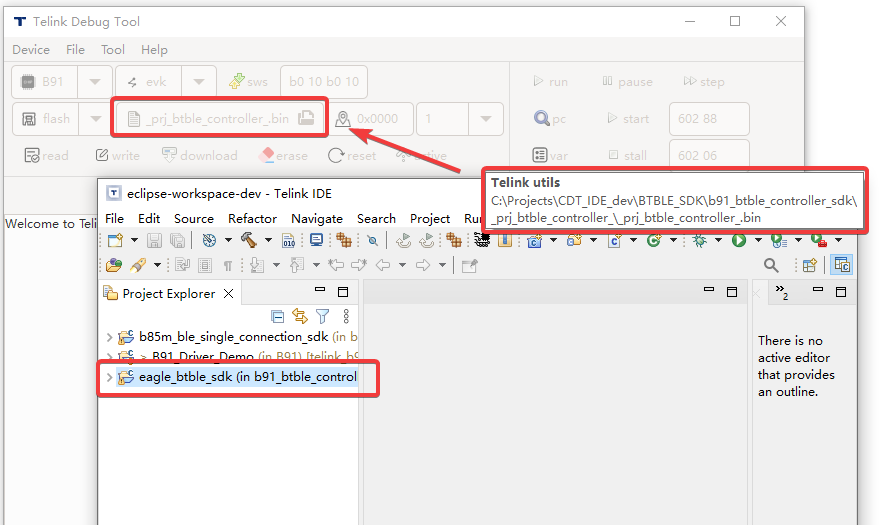 Telink Debug Tool
Device File Tool Help
B91 evk sws b0 10 b0 10 run pause step
flash _prj_btble_controller_.bin 0x0000 1 pc start 602 88
read write download erase reset active var stall 602 06
Telink utils
C:\Projects\CDT_IDE_dev\BTBLE_SDK\b91_btble_controller_sdk\
_prj_btble_controller_\_prj_btble_controller_.bin
eclipse-workspace-dev - Telink IDE
File Edit Source Refactor Navigate Search Project Ru
Welcome to Teli
010
Project Explorer
2
b85m_ble_single_connection_sdk (in b
> B91_Driver_Demo (in B91) [telink_b9
eagle_btble_sdk (in b91_btble_control
There is no
active editor
that provides
an outline.